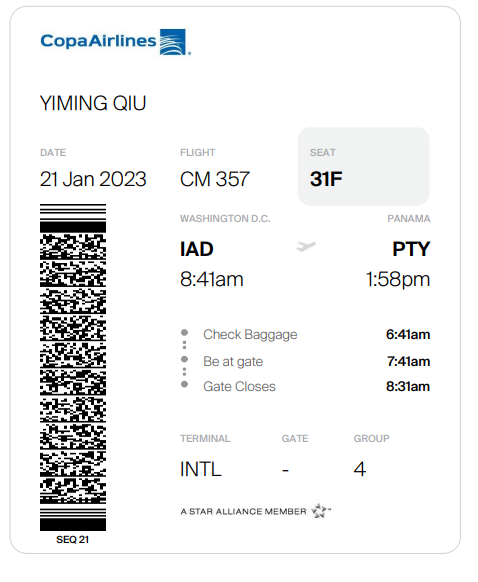 CopaAirlines
YIMING QIU
DATE FLIGHT SEAT
21 Jan 2023 CM 357 31F
WASHINGTON D.C. PANAMA
IAD PTY
8:41am 1:58pm
Check Baggage 6:41am
Be at gate 7:41am
Gate Closes 8:31am
TERMINAL GATE GROUP
INTL - 4
A STAR ALLIANCE MEMBER
SEQ 21